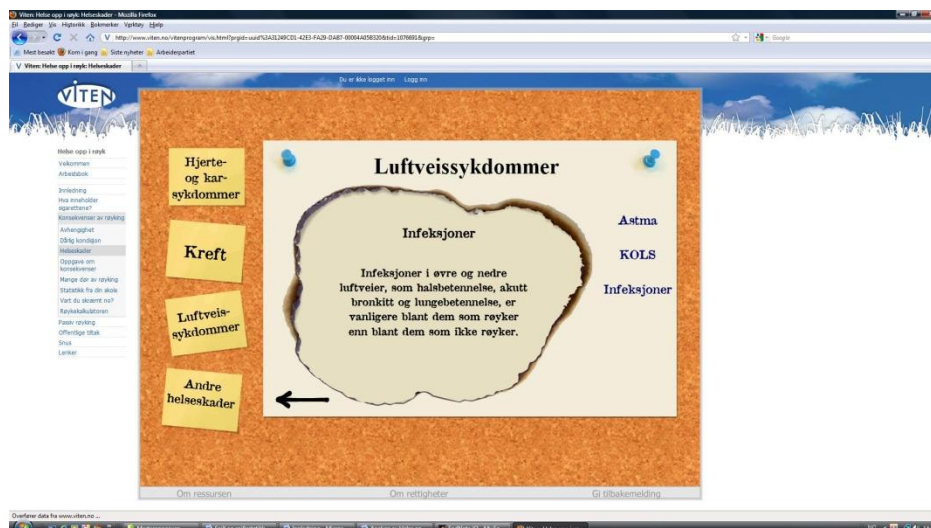 Viten: Helse opp i røyk: Helseskader - Mozilla Firefox
Fil Rediger Vis Historikk Bokmerker Verktøy Hjelp
Google
Mest besøkt Kom i gang Siste nyheter Arbeiderpartiet
Viten: Helse opp i røyk: Helseskader
Du er ikke logget inn Logg inn
VITEN
Helse opp i røyk
Velkommen
Arbeidsbok
Innledning
Hva inneholder
sigarettene?
Konsekvenser av røyking
Avhengighet
Dårlig kondisjon
Helseskader
Oppgave om
konsekvenser
Mange dør av røyking
Statistikk fra din skole
Vart du skræmt no?
Røykekalkulatoren
Passiv røyking
Offentlige tiltak
Snus
Lenker
Hjerte-
og kar-
sykdommer
Kreft
Luftveis-
sykdommer
Andre
helseskader
Luftveissykdommer
Infeksjoner
Infeksjoner i øvre og nedre
luftveier, som halsbetennelse, akutt
bronkitt og lungebetennelse, er
vanligere blant dem som røyker
enn blant dem som ikke røyker.
Astma
KOLS
Infeksjoner
Om ressursen Om rettigheter Gi tilbakemelding
Overfører data fra www.viten.no ...